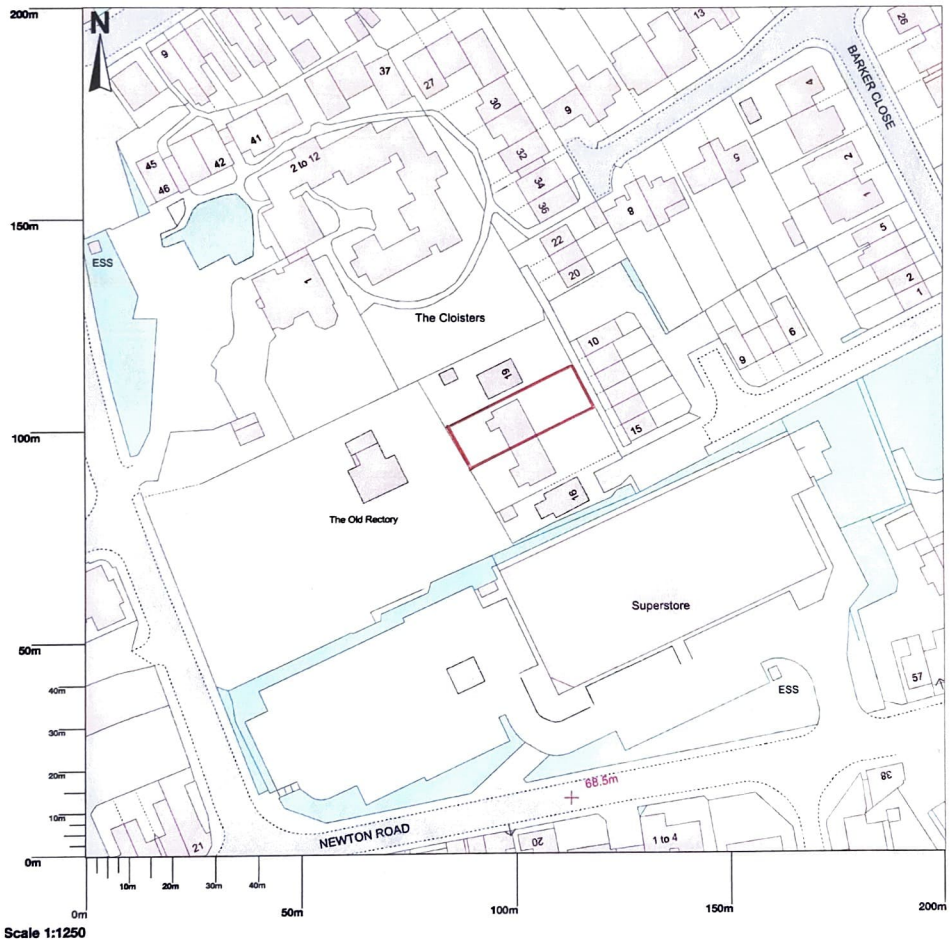 200m
N
13
26
9
BARKER CLOSE
37
27
4
30
9
41
2 to 12
45
42
32
5
2
46
34
1
36
8
150m
5
22
ESS
20
2
1
1
The Cloisters
10
6
9
19
100m
15
16
The Old Rectory
Superstore
50m
57
40m
ESS
30m
20m
68.5m
38
10m
NEWTON ROAD
21
20
1 to 4
0m
10m
20m
30m
40m
0m
50m
100m
150m
200m
Scale 1:1250